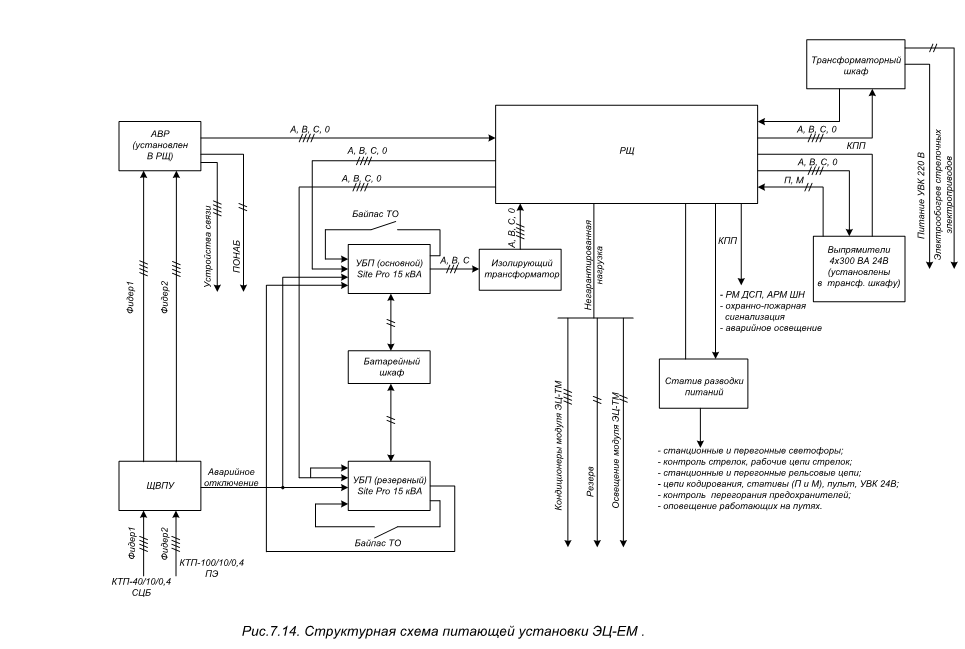 Трансформаторный
шкаф
АВР
(установлен
В РЩ)
А, В, С, 0
РЩ
А, В, С, 0
КПП
А, В, С, 0
А, В, С, 0
П, М
А, В, С, 0
Питание УВК 220 В
Электрообогрев стрелочных
электроприводов
Устройства связи
ПОНАБ
Фидер1
Фидер2
Байпас ТО
УБП (основной)
Site Pro 15 кВА
А, В, С
Изолирующий
трансформатор
А, В, С, 0
Негарантированная
нагрузка
КПП
Выпрямители
4х300 ВА 24В
(установлены
в трансф. шкафу)
- РМ ДСП, АРМ ШН
- охранно-пожарная
сигнализация
- аварийное освещение
Батарейный
шкаф
Статив разводки
питаний
Кондиционеры модуля ЭЦ-ТМ
Резерв
Освещение модуля ЭЦ-ТМ
- станционные и перегонные светофоры;
- контроль стрелок, рабочие цепи стрелок;
- станционные и перегонные рельсовые цепи;
- цепи кодирования, стативы (П и М), пульт, УВК 24В;
- контроль перегорания предохранителей;
- оповещение работающих на путях.
ЩВПУ
Аварийное
отключение
УБП (резервный)
Site Pro 15 кВА
Байпас ТО
Фидер1
Фидер2
КТП-100/10/0,4
ПЭ
КТП-40/10/0,4
СЦБ
Рис.7.14. Структурная схема питающей установки ЭЦ-ЕМ .